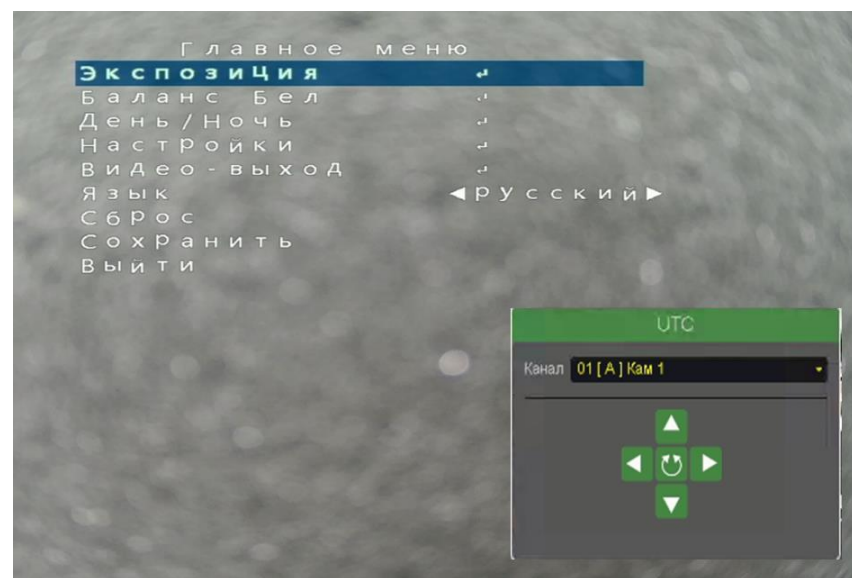 Главное меню
Экспозиция
Баланс Бел
День/Ночь
Настройки
Видео-выход
Язык ◀Русский▶
Сброс
Сохранить
Выйти
UTC
Канал 01 [ A ] Кам 1